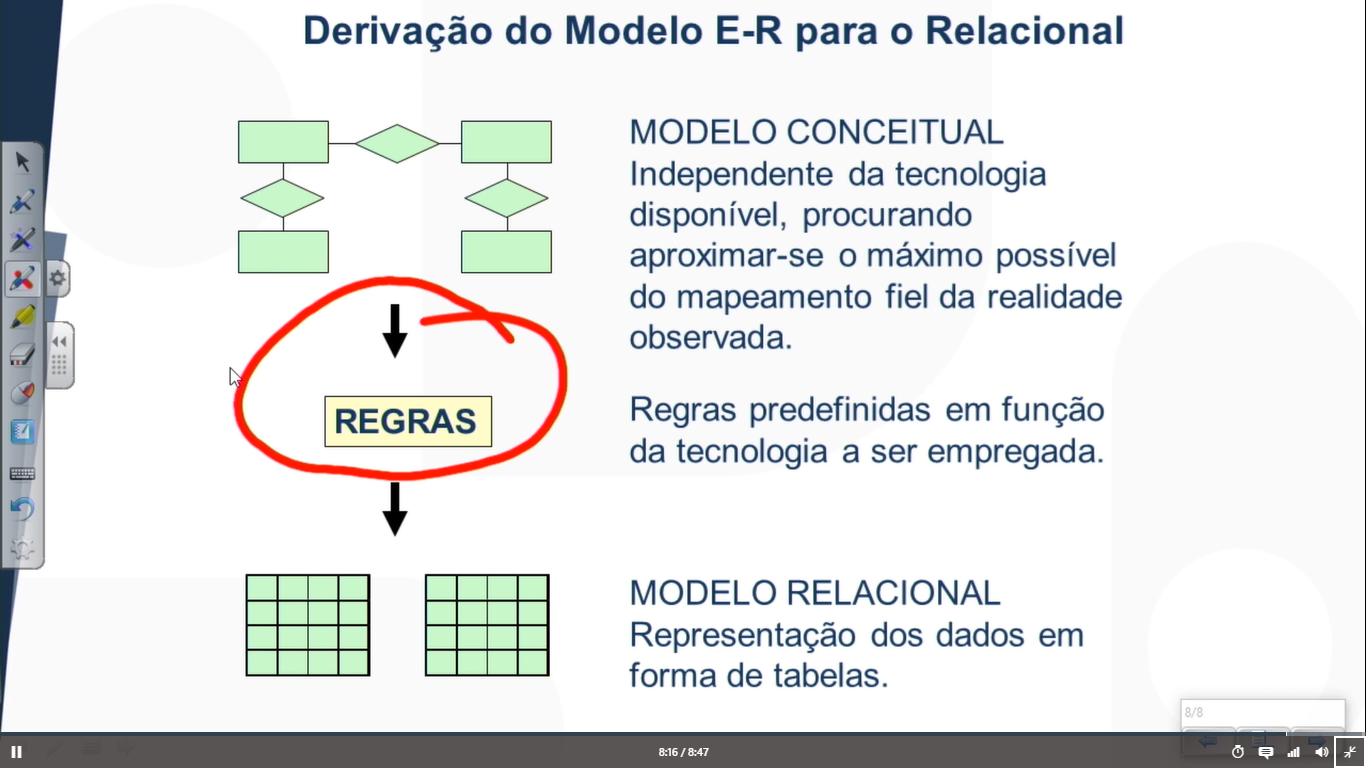 Derivação do Modelo E-R para o Relacional
MODELO CONCEITUAL
Independente da tecnologia
disponível, procurando
aproximar-se o máximo possível
do mapeamento fiel da realidade
observada.
REGRAS
Regras predefinidas em função
da tecnologia a ser empregada.
MODELO RELACIONAL
Representação dos dados em
forma de tabelas.
8/8
8:16 / 8:47